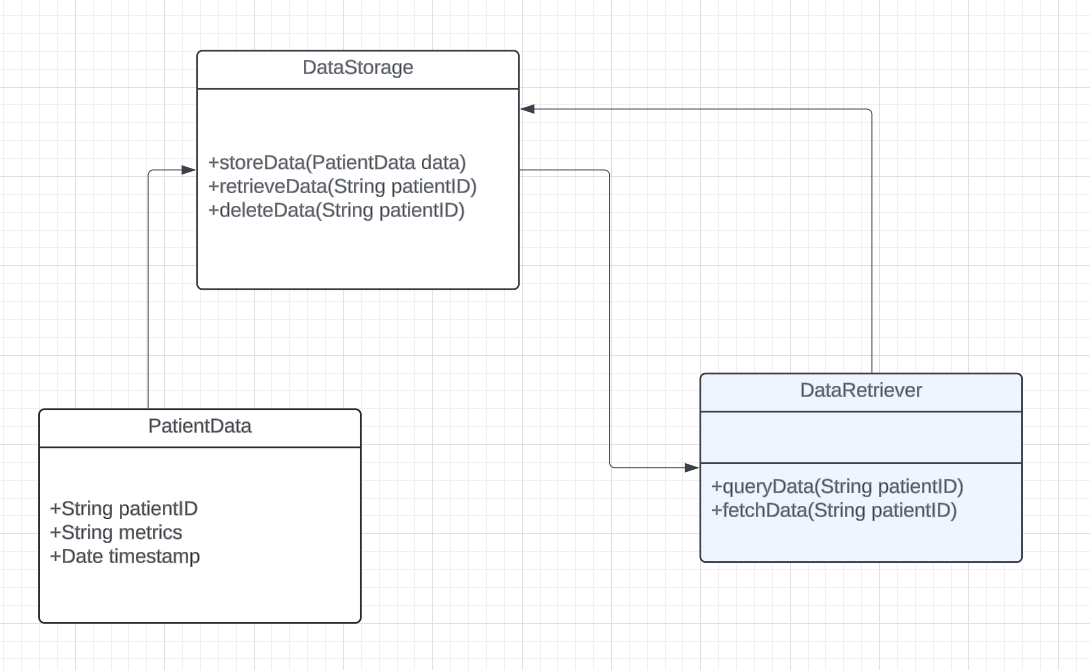 DataStorage
+storeData(PatientData data)
+retrieveData(String patientID)
+deleteData(String patientID)
DataRetriever
+queryData(String patientID)
+fetchData(String patientID)
PatientData
+String patientID
+String metrics
+Date timestamp